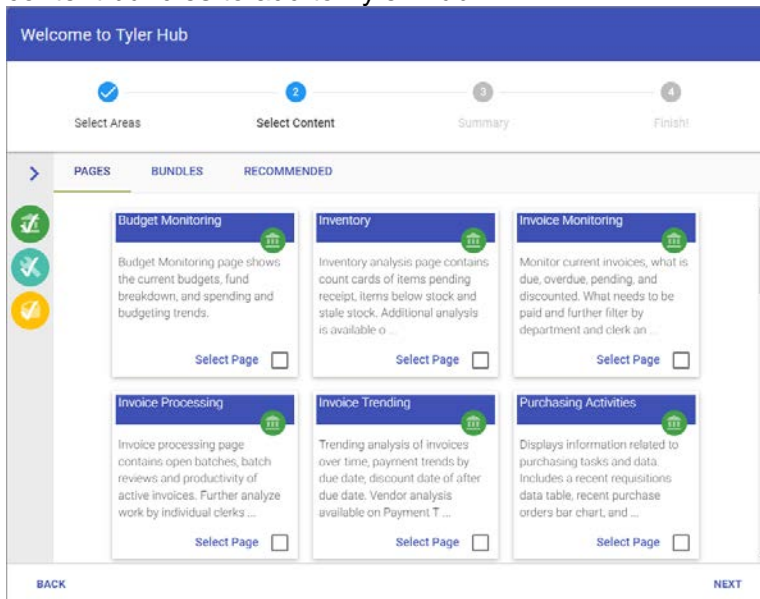 Welcome to Tyler Hub
2
3
4
Select Areas
Select Content
Summary
Finish!
PAGES
BUNDLES
RECOMMENDED
Budget Monitoring
Budget Monitoring page shows
the current budgets, fund
breakdown, and spending and
budgeting trends.
Select Page
Inventory
Inventory analysis page contains
count cards of items pending
receipt, items below stock and
stale stock. Additional analysis
is available o ...
Select Page
Invoice Monitoring
Monitor current invoices, what is
due, overdue, pending, and
discounted. What needs to be
paid and further filter by
department and clerk an ...
Select Page
Invoice Processing
Invoice processing page
contains open batches, batch
reviews and productivity of
active invoices. Further analyze
work by individual clerks ...
Select Page
Invoice Trending
Trending analysis of invoices
over time, payment trends by
due date, discount date of after
due date. Vendor analysis
available on Payment T ...
Select Page
Purchasing Activities
Displays information related to
purchasing tasks and data.
Includes a recent requisitions
data table, recent purchase
orders bar chart, and ...
Select Page
BACK
NEXT